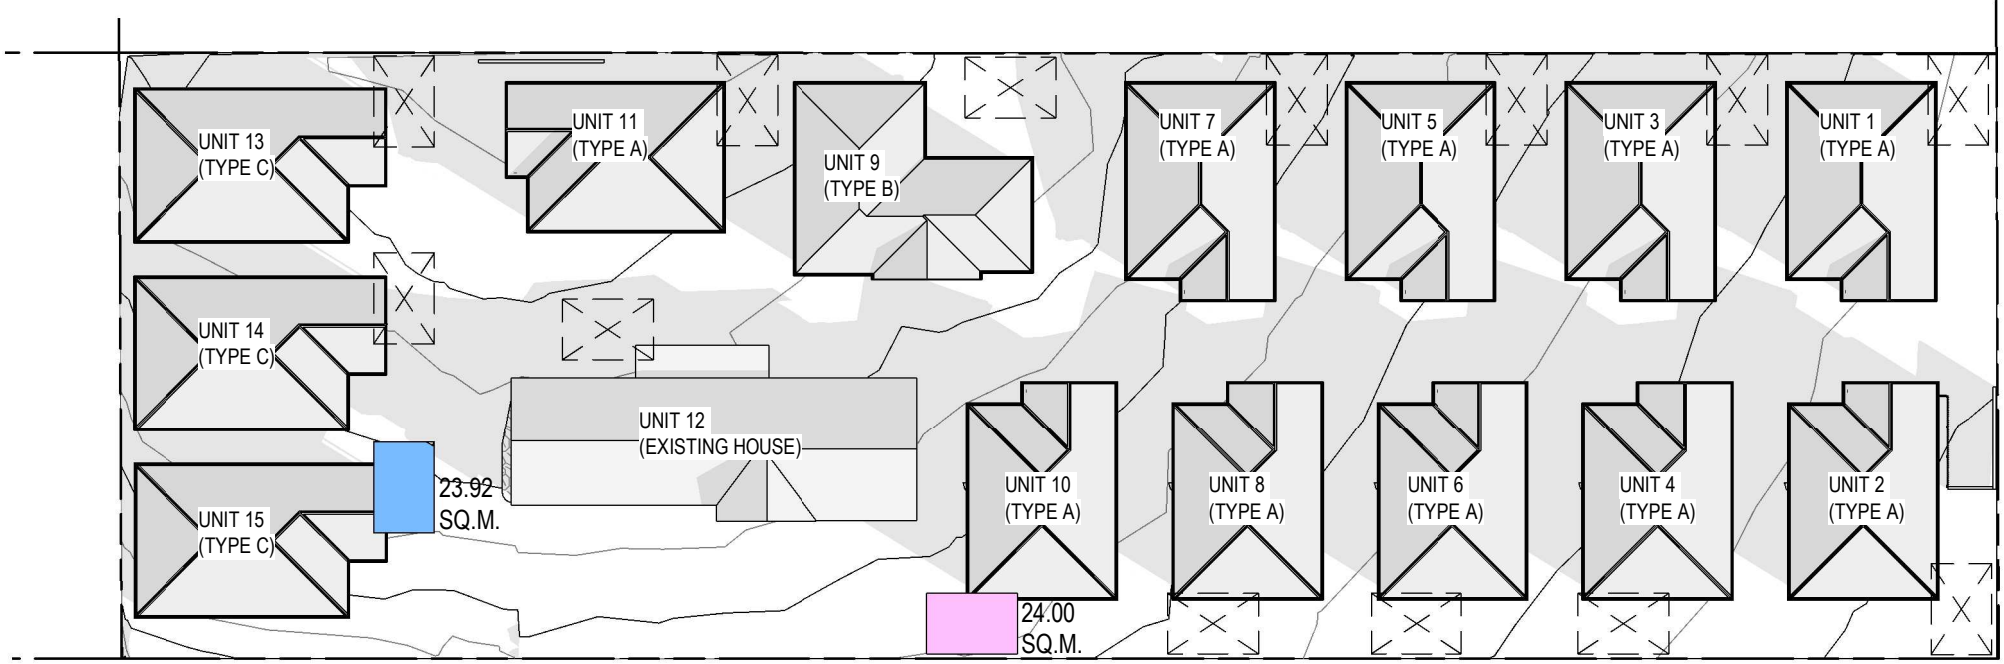 UNIT 13
(TYPE C)
UNIT 11
(TYPE A)
UNIT 9
(TYPE B)
UNIT 7
(TYPE A)
UNIT 5
(TYPE A)
UNIT 3
(TYPE A)
UNIT 1
(TYPE A)
UNIT 14
(TYPE C)
UNIT 12
(EXISTING HOUSE)
UNIT 15
(TYPE C)
23.92
SQ.M.
UNIT 10
(TYPE A)
UNIT 8
(TYPE A)
UNIT 6
(TYPE A)
UNIT 4
(TYPE A)
UNIT 2
(TYPE A)
24.00
SQ.M.